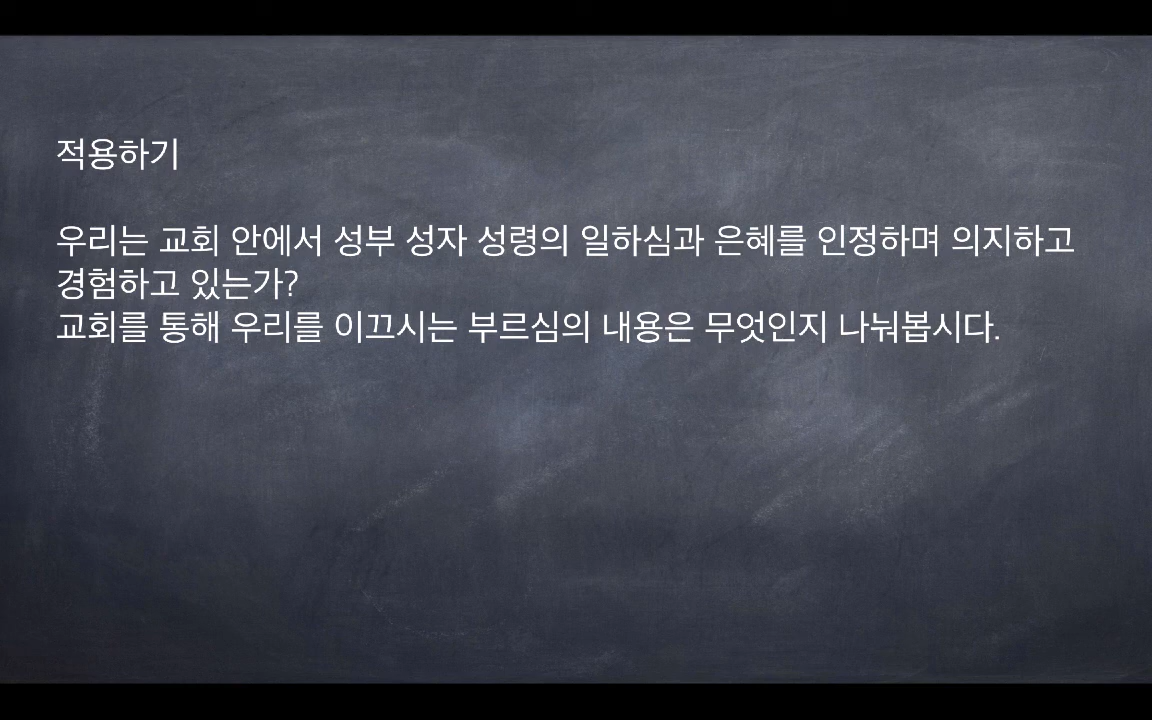 적용하기
우리는 교회 안에서 성부 성자 성령의 일하심과 은혜를 인정하며 의지하고
경험하고 있는가?
교회를 통해 우리를 이끄시는 부르심의 내용은 무엇인지 나눠봅시다.